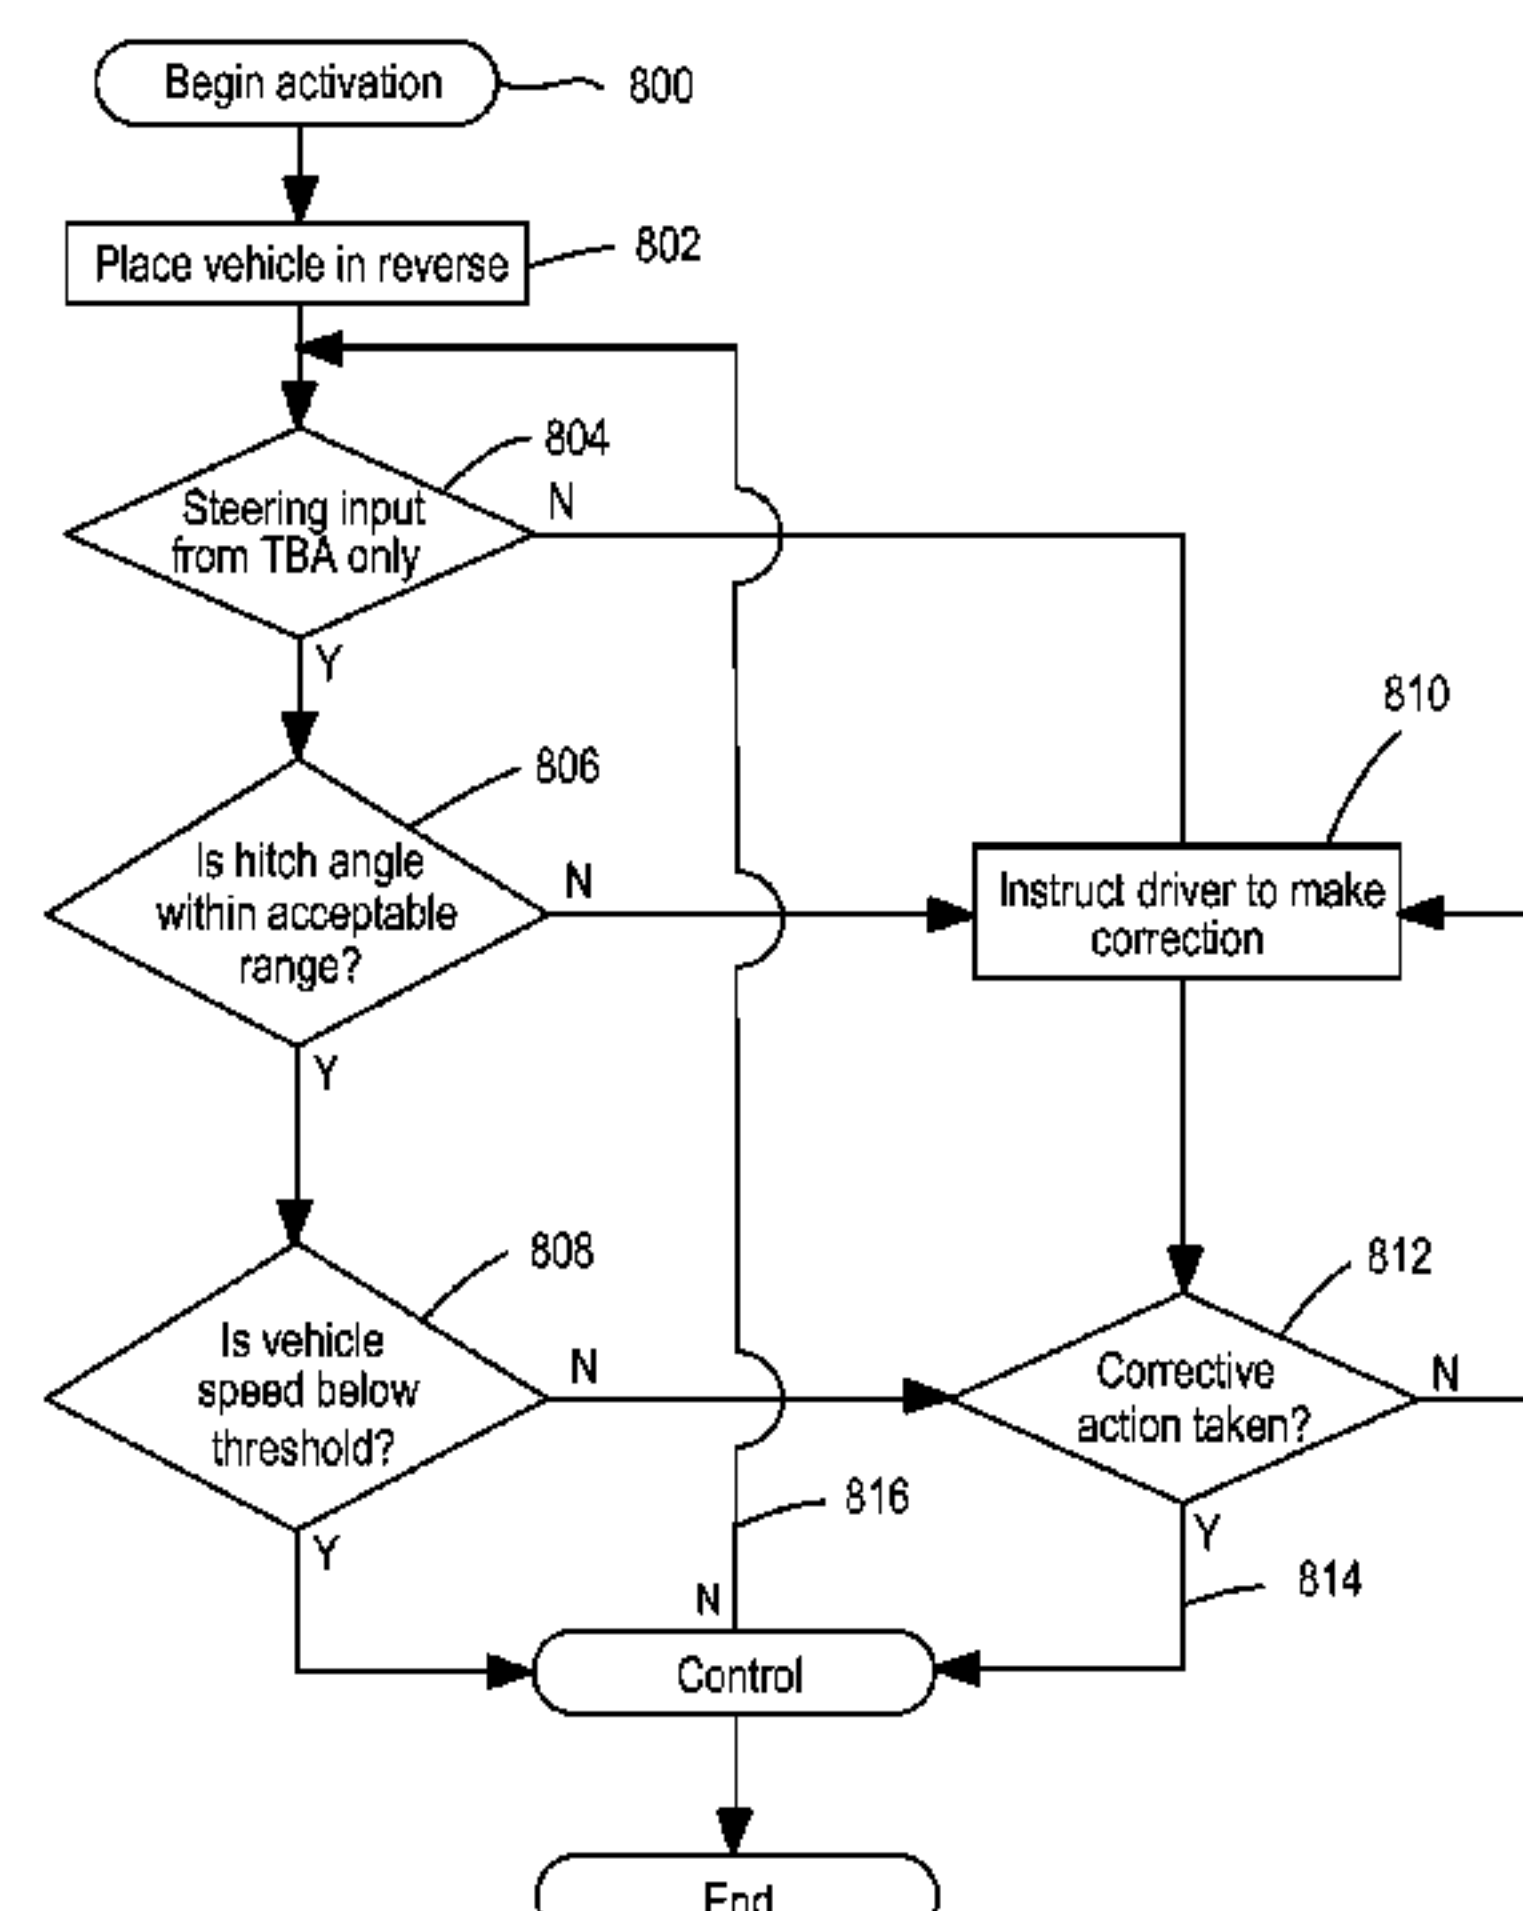 Begin activation
800
Place vehicle in reverse
802
804
Steering input
from TBA only
N
Y
810
806
Is hitch angle
within acceptable
range?
N
Instruct driver to make
correction
Y
808
812
Is vehicle
speed below
threshold?
N
Corrective
action taken?
N
816
Y
Y
814
N
Control
End